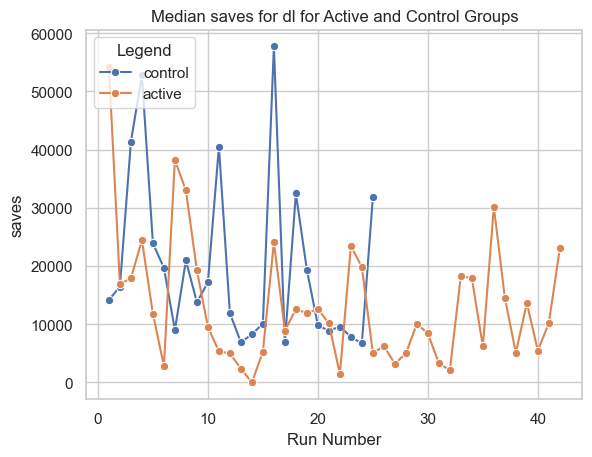 Median saves for dl for Active and Control Groups
60000
50000
40000
30000
20000
10000
0
saves
Legend
control
active
0
10
20
30
40
Run Number